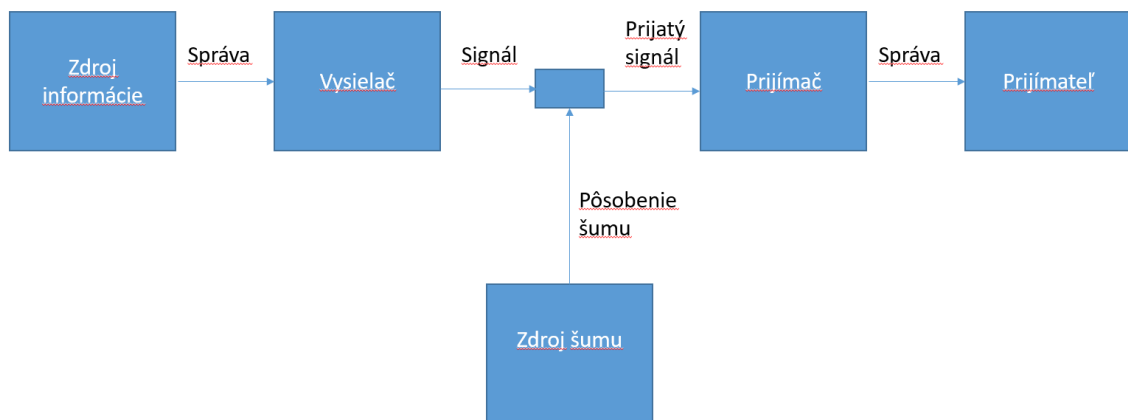 Zdroj
informácie
Správa
Vysielač
Signál
Prijatý
signál
Prijímač
Správa
Prijímateľ
Pôsobenie
šumu
Zdroj šumu